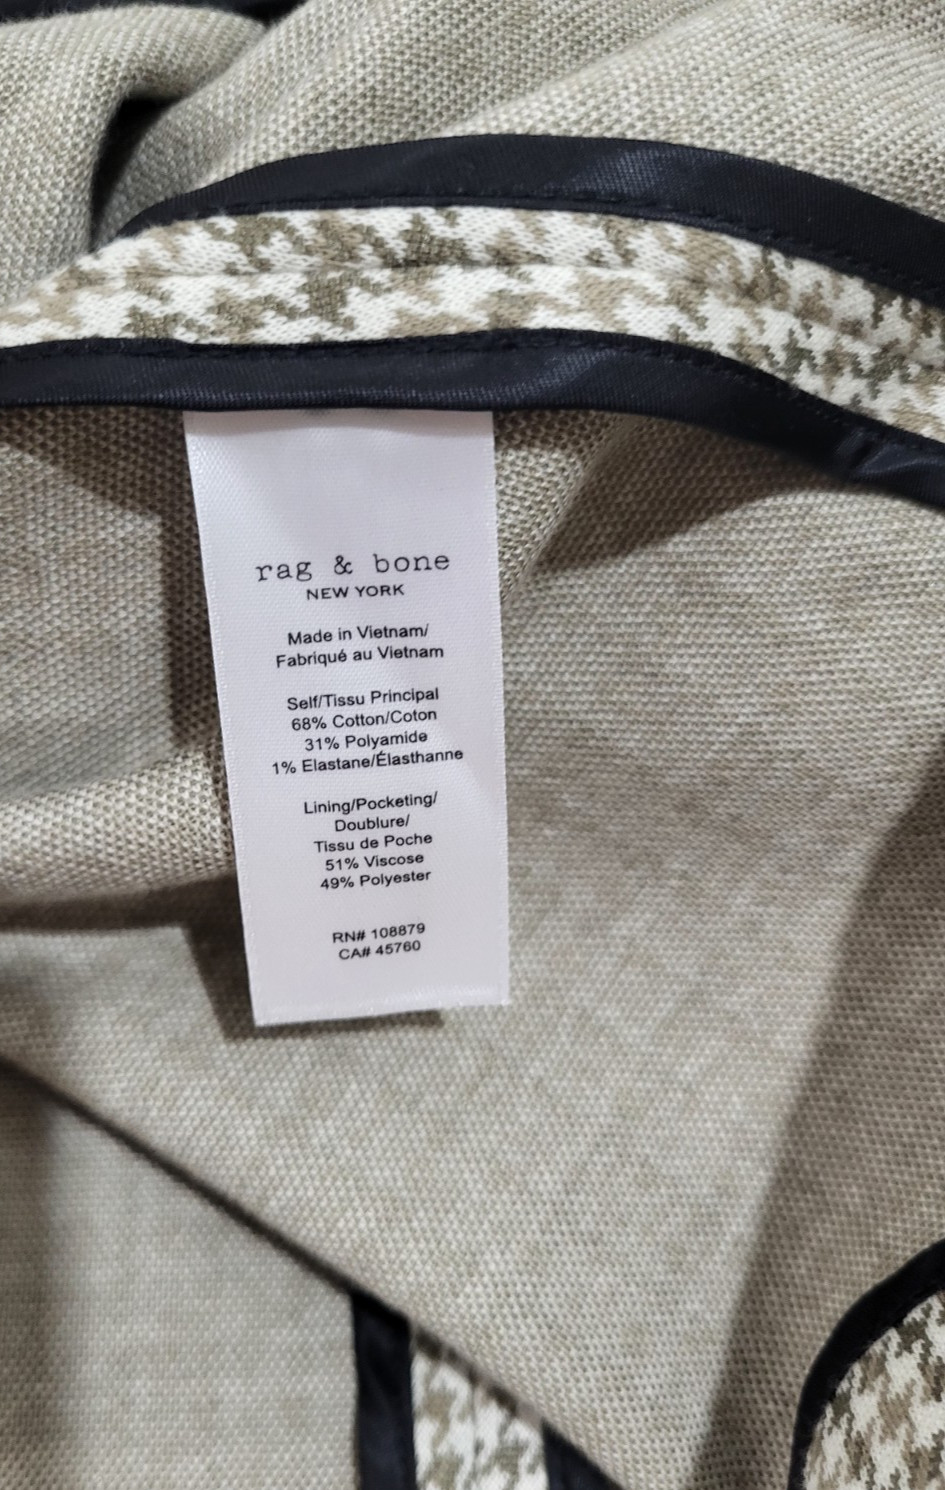 rag & bone
NEW YORK
Made in Vietnam/
Fabriqué au Vietnam
Self/Tissu Principal
68% Cotton/Coton
31% Polyamide
1% Elastane/Élasthanne
Lining/Pocketing/
Doublure/
Tissu de Poche
51% Viscose
49% Polyester
RN# 108879
CA# 45760